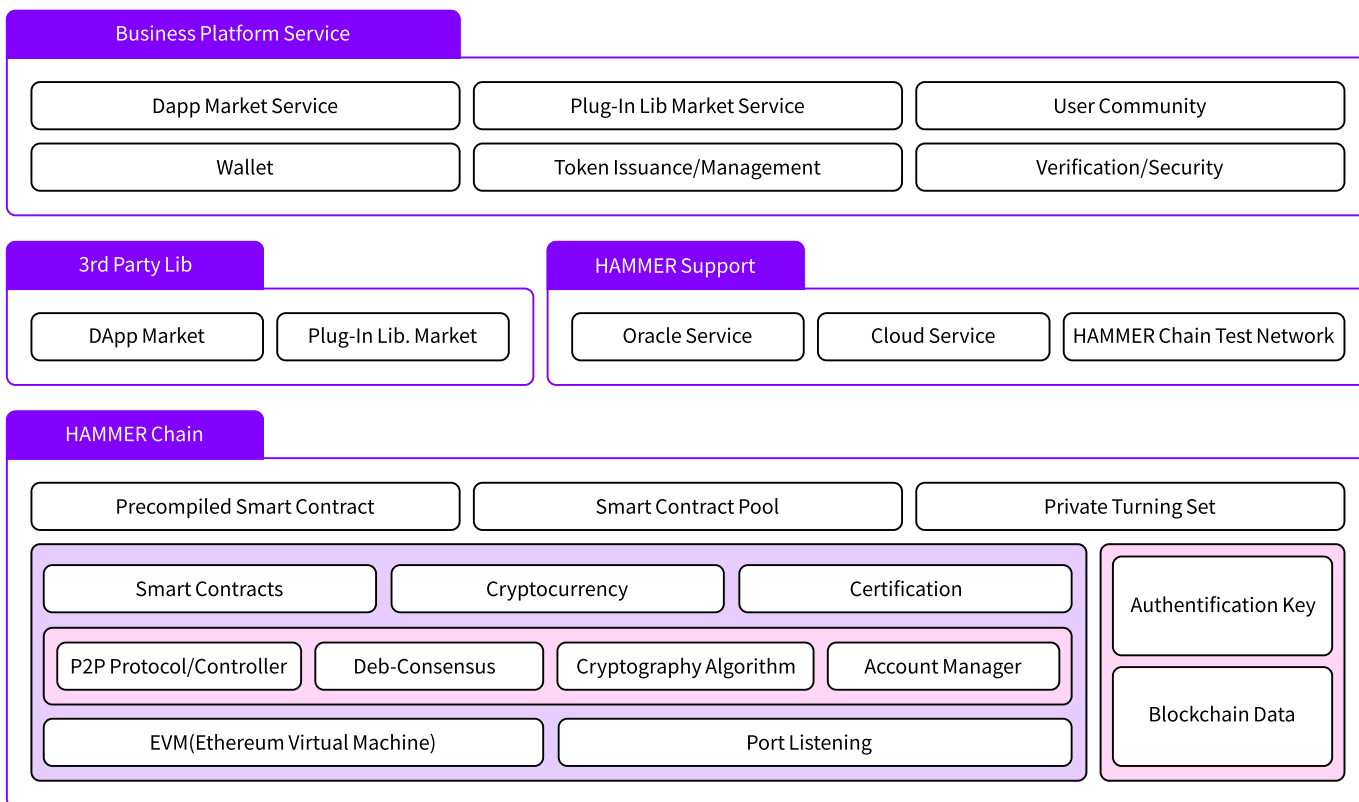 Business Platform Service
Dapp Market Service
Plug-In Lib Market Service
User Community
Wallet
Token Issuance/Management
Verification/Security
3rd Party Lib
HAMMER Support
DApp Market
Plug-In Lib. Market
Oracle Service
Cloud Service
HAMMER Chain Test Network
HAMMER Chain
Precompiled Smart Contract
Smart Contract Pool
Private Turning Set
Smart Contracts
Cryptocurrency
Certification
Authentification Key
P2P Protocol/Controller
Deb-Consensus
Cryptography Algorithm
Account Manager
Blockchain Data
EVM(Ethereum Virtual Machine)
Port Listening